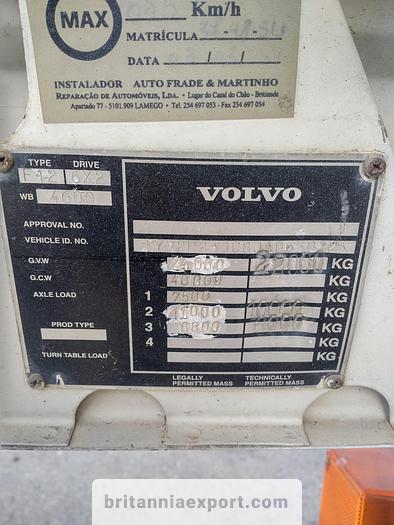 MAX Km/h
MATRÍCULA
DATA
INSTALADOR AUTO FRADE & MARTINHO
REPARAÇÃO DE AUTOMÓVEIS, LDA. • Lugar do Casal do Chão - Britiande
Apartado 77 - 5101.909 LAMEGO • Tel. 254 697 053 - Fax 254 697 054
TYPE DRIVE
F12 6X2
WB 4600
VOLVO
APPROVAL NO.
VEHICLE ID. NO.
G.V.W KG
G.C.W 40000 KG
AXLE LOAD 1 7500 KG
2 11000 10000 KG
PROD TYPE 3 6800 KG
4 KG
TURN TABLE LOAD KG
LEGALLY PERMITTED MASS TECHNICALLY PERMITTED MASS
britanniaexport.com